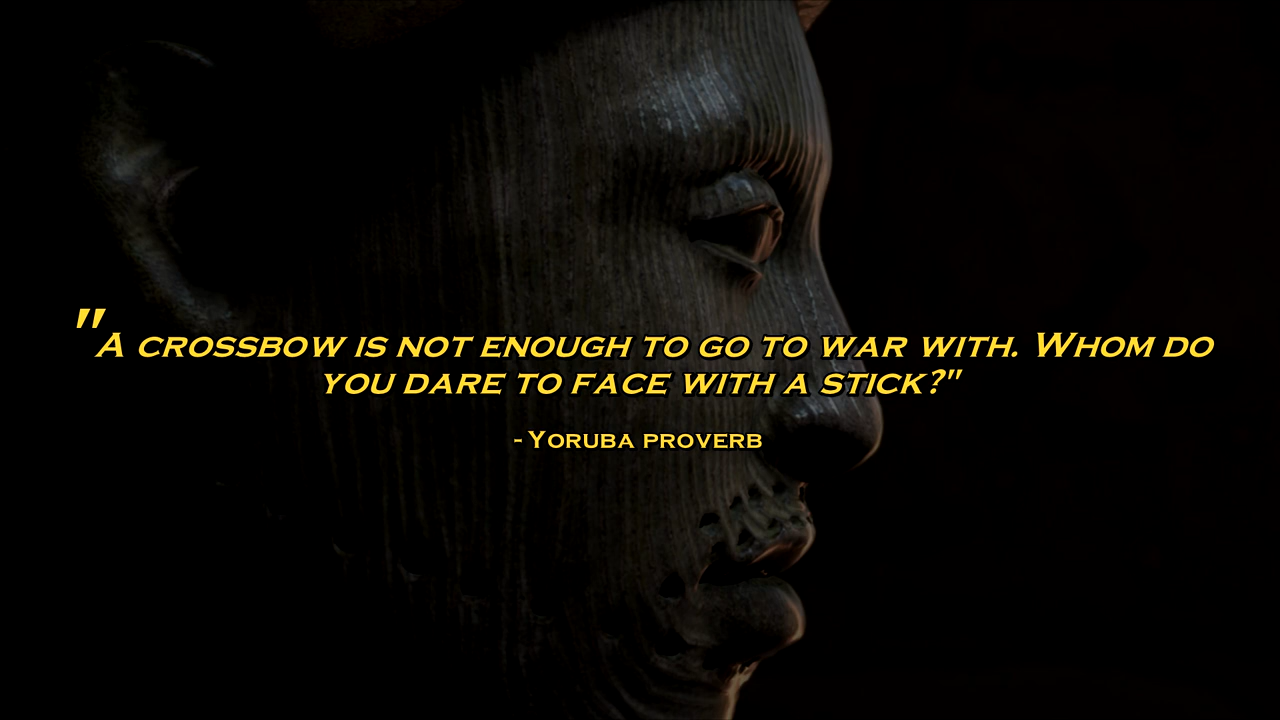 "A crossbow is not enough to go to war with. Whom do
you dare to face with a stick?"
- Yoruba proverb